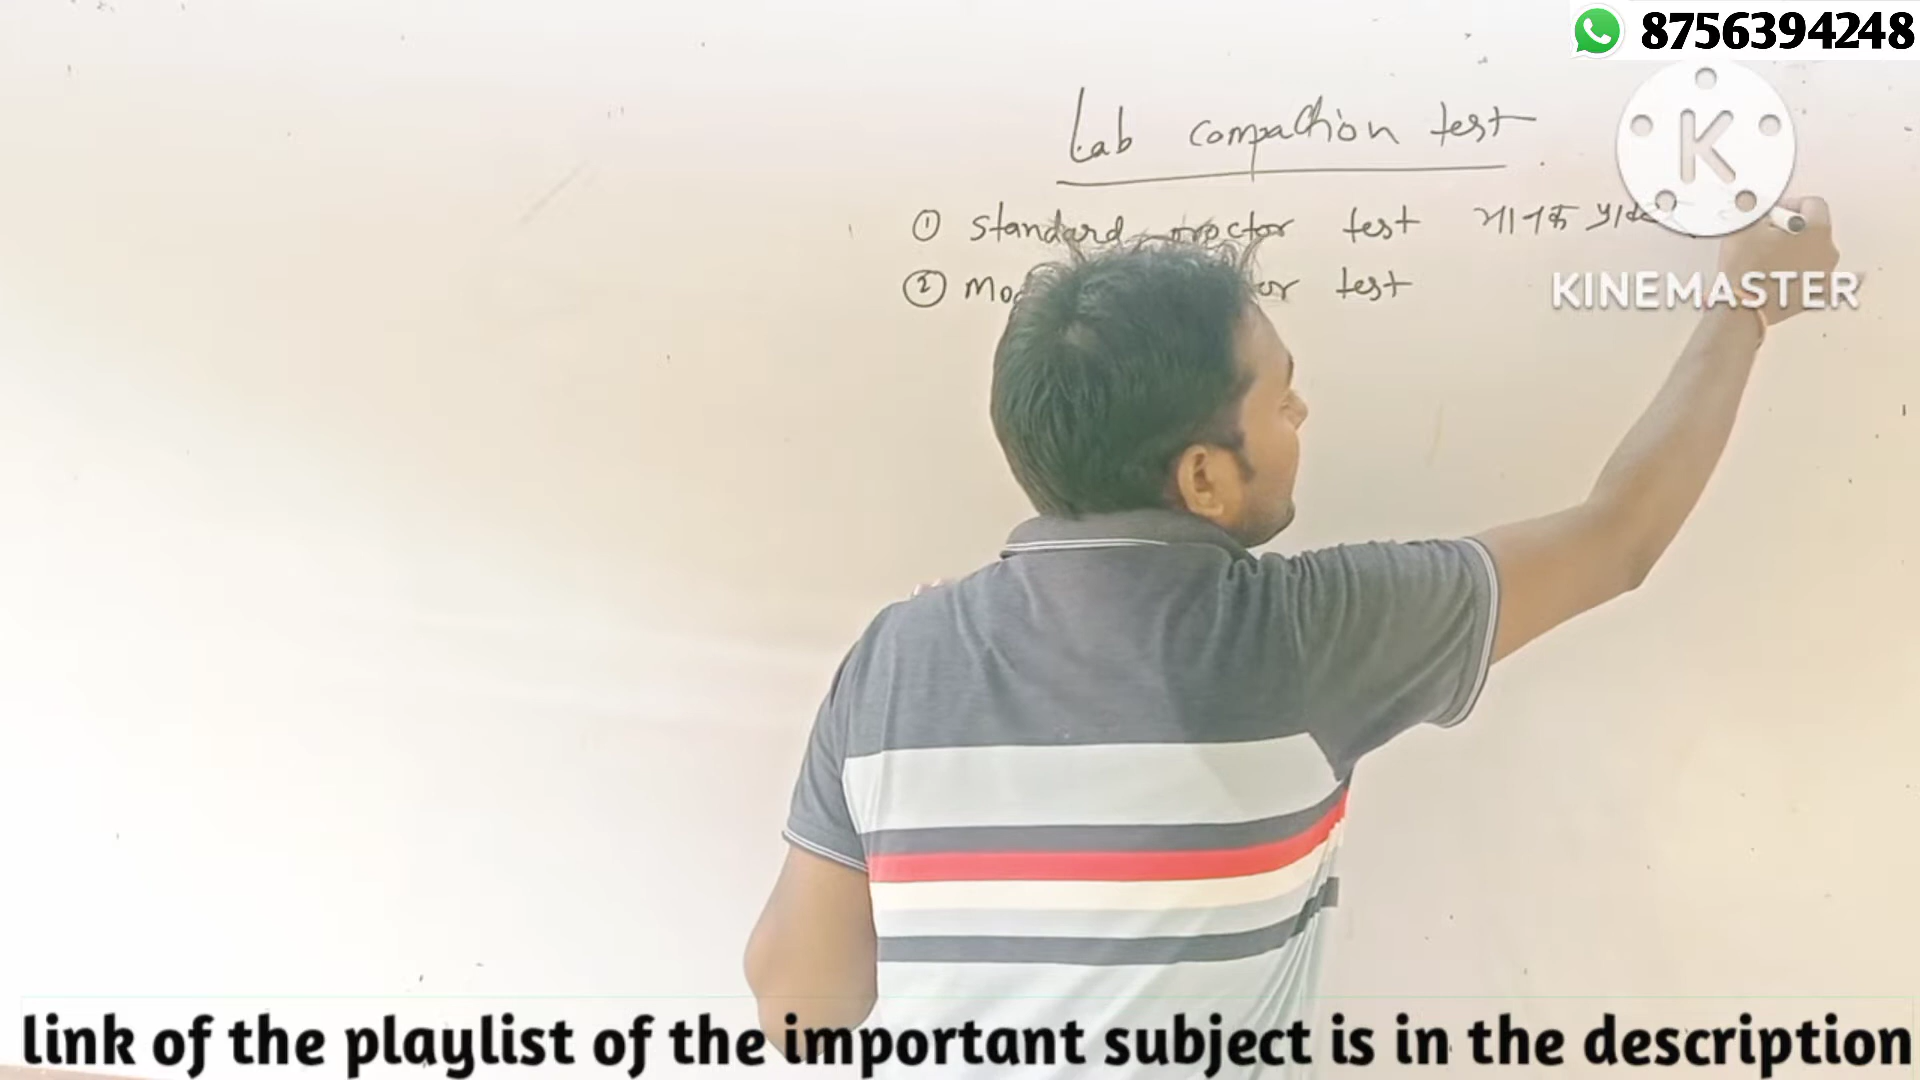 8756394248
Lab compaction test
① Standard proctor test मानक
② test
KINEMASTER
link of the playlist of the important subject is in the description